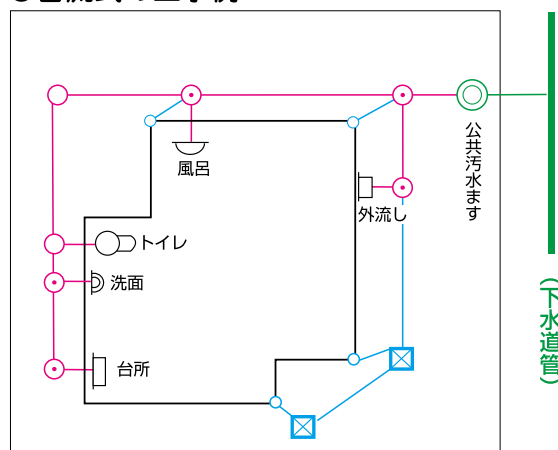 風呂
公共汚水ます
外流し
トイレ
洗面
台所
(下水道管)